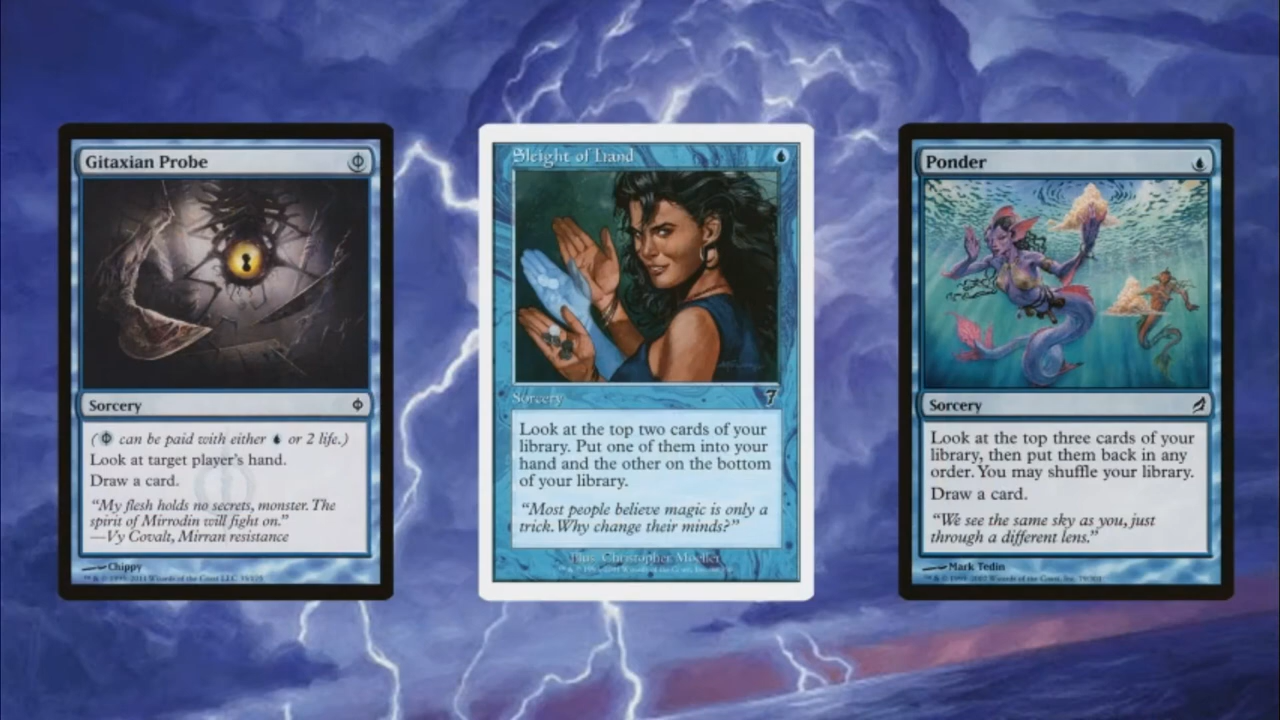 Gitaxian Probe
Sorcery
( can be paid with either or 2 life.)
Look at target player's hand.
Draw a card.
“My flesh holds no secrets, monster. The
spirit of Mirrodin will fight on.”
—Vy Covalt, Mirran resistance
Chippy
Sleight of Hand
Sorcery
7
Look at the top two cards of your
library. Put one of them into your
hand and the other on the bottom
of your library.
“Most people believe magic is only a
trick. Why change their minds?”
Illus. Christopher Moeller
Ponder
Sorcery
Look at the top three cards of your
library, then put them back in any
order. You may shuffle your library.
Draw a card.
“We see the same sky as you, just
through a different lens.”
Mark Tedin